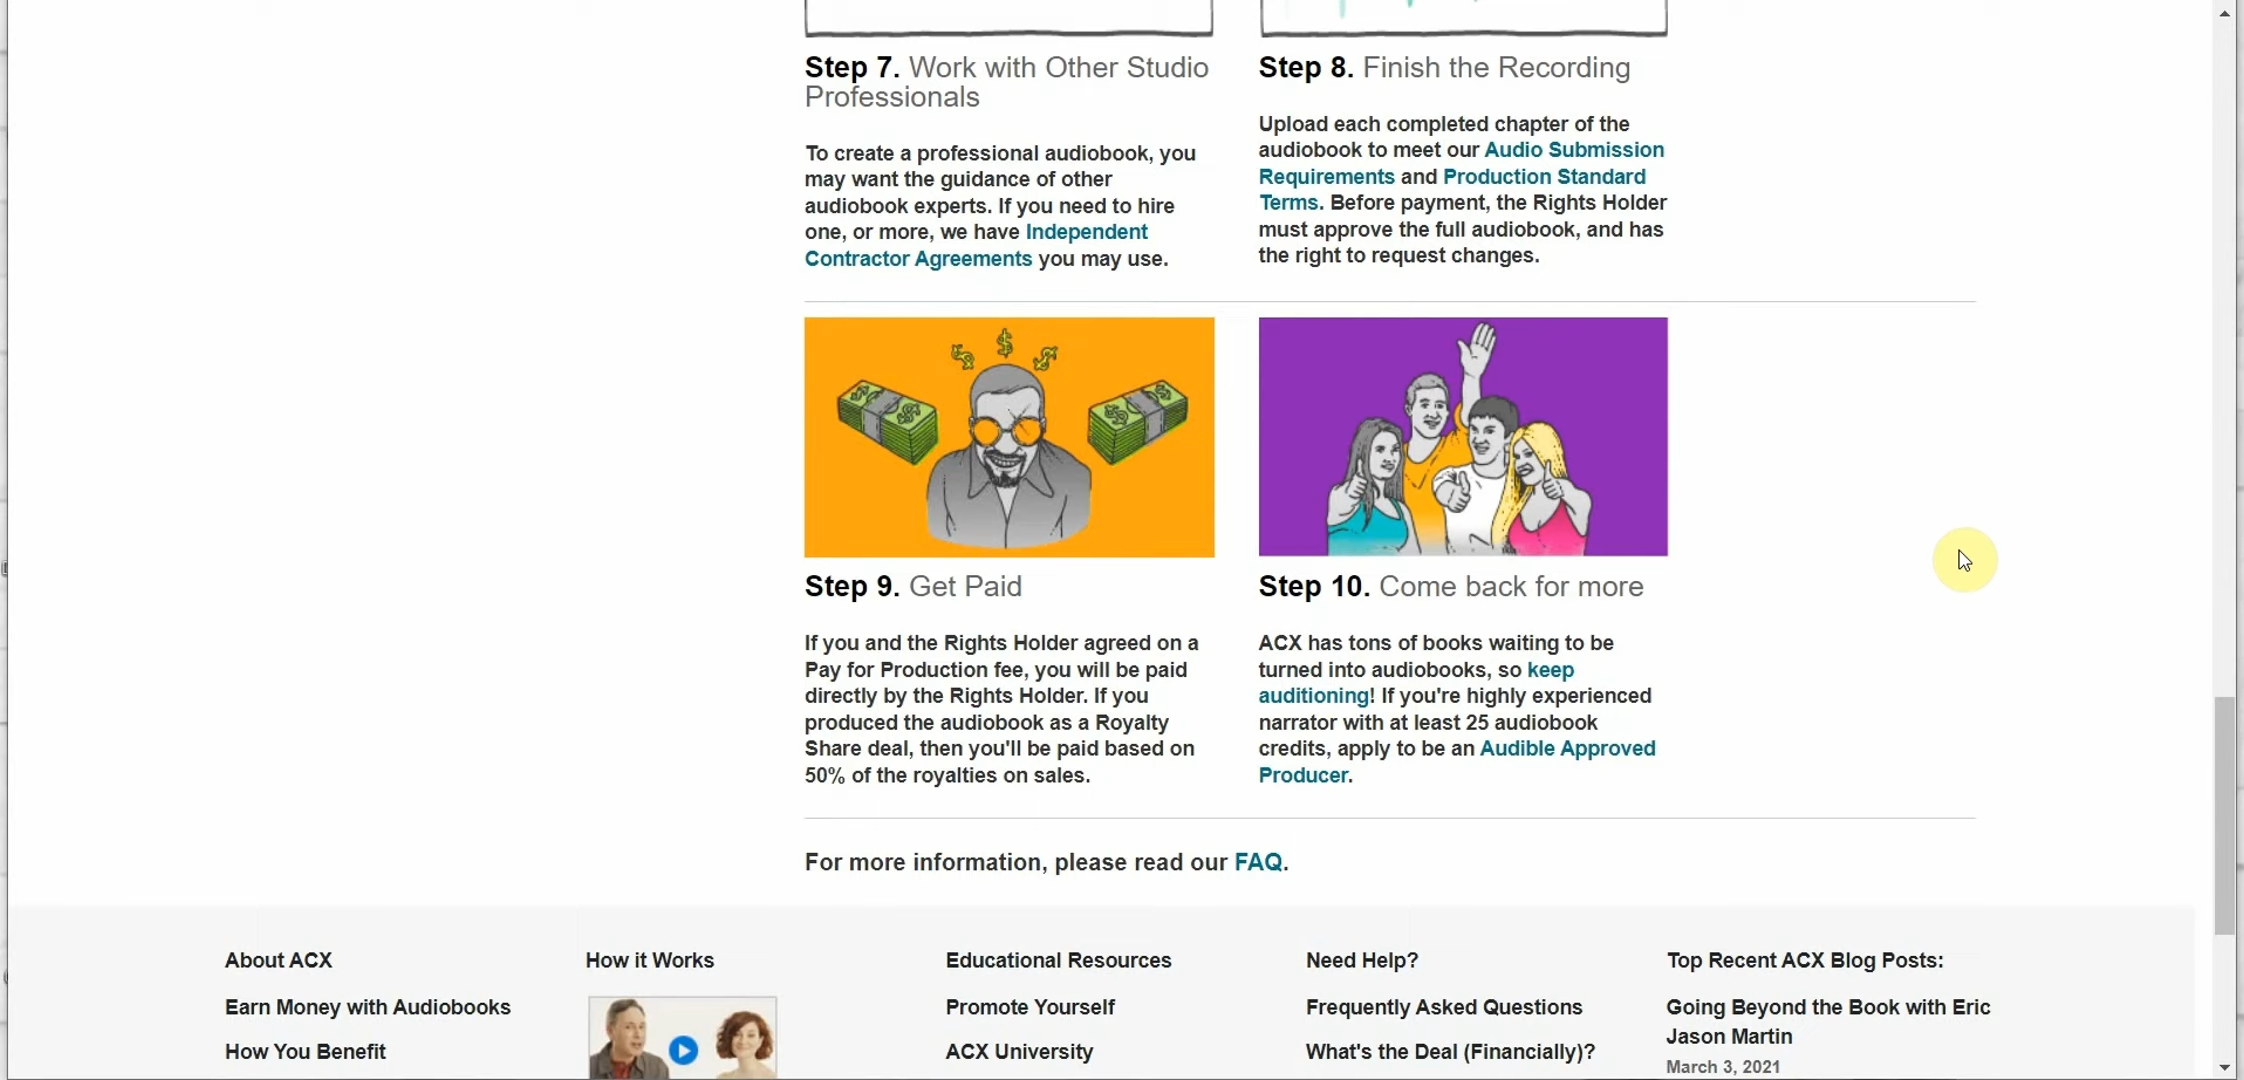 Step 7. Work with Other Studio
Professionals
To create a professional audiobook, you
may want the guidance of other
audiobook experts. If you need to hire
one, or more, we have Independent
Contractor Agreements you may use.
Step 8. Finish the Recording
Upload each completed chapter of the
audiobook to meet our Audio Submission
Requirements and Production Standard
Terms. Before payment, the Rights Holder
must approve the full audiobook, and has
the right to request changes.
Step 9. Get Paid
If you and the Rights Holder agreed on a
Pay for Production fee, you will be paid
directly by the Rights Holder. If you
produced the audiobook as a Royalty
Share deal, then you'll be paid based on
50% of the royalties on sales.
Step 10. Come back for more
ACX has tons of books waiting to be
turned into audiobooks, so keep
auditioning! If you're highly experienced
narrator with at least 25 audiobook
credits, apply to be an Audible Approved
Producer.
For more information, please read our FAQ.
About ACX
Earn Money with Audiobooks
How You Benefit
How it Works
Educational Resources
Promote Yourself
ACX University
Need Help?
Frequently Asked Questions
What's the Deal (Financially)?
Top Recent ACX Blog Posts:
Going Beyond the Book with Eric
Jason Martin
March 3, 2021